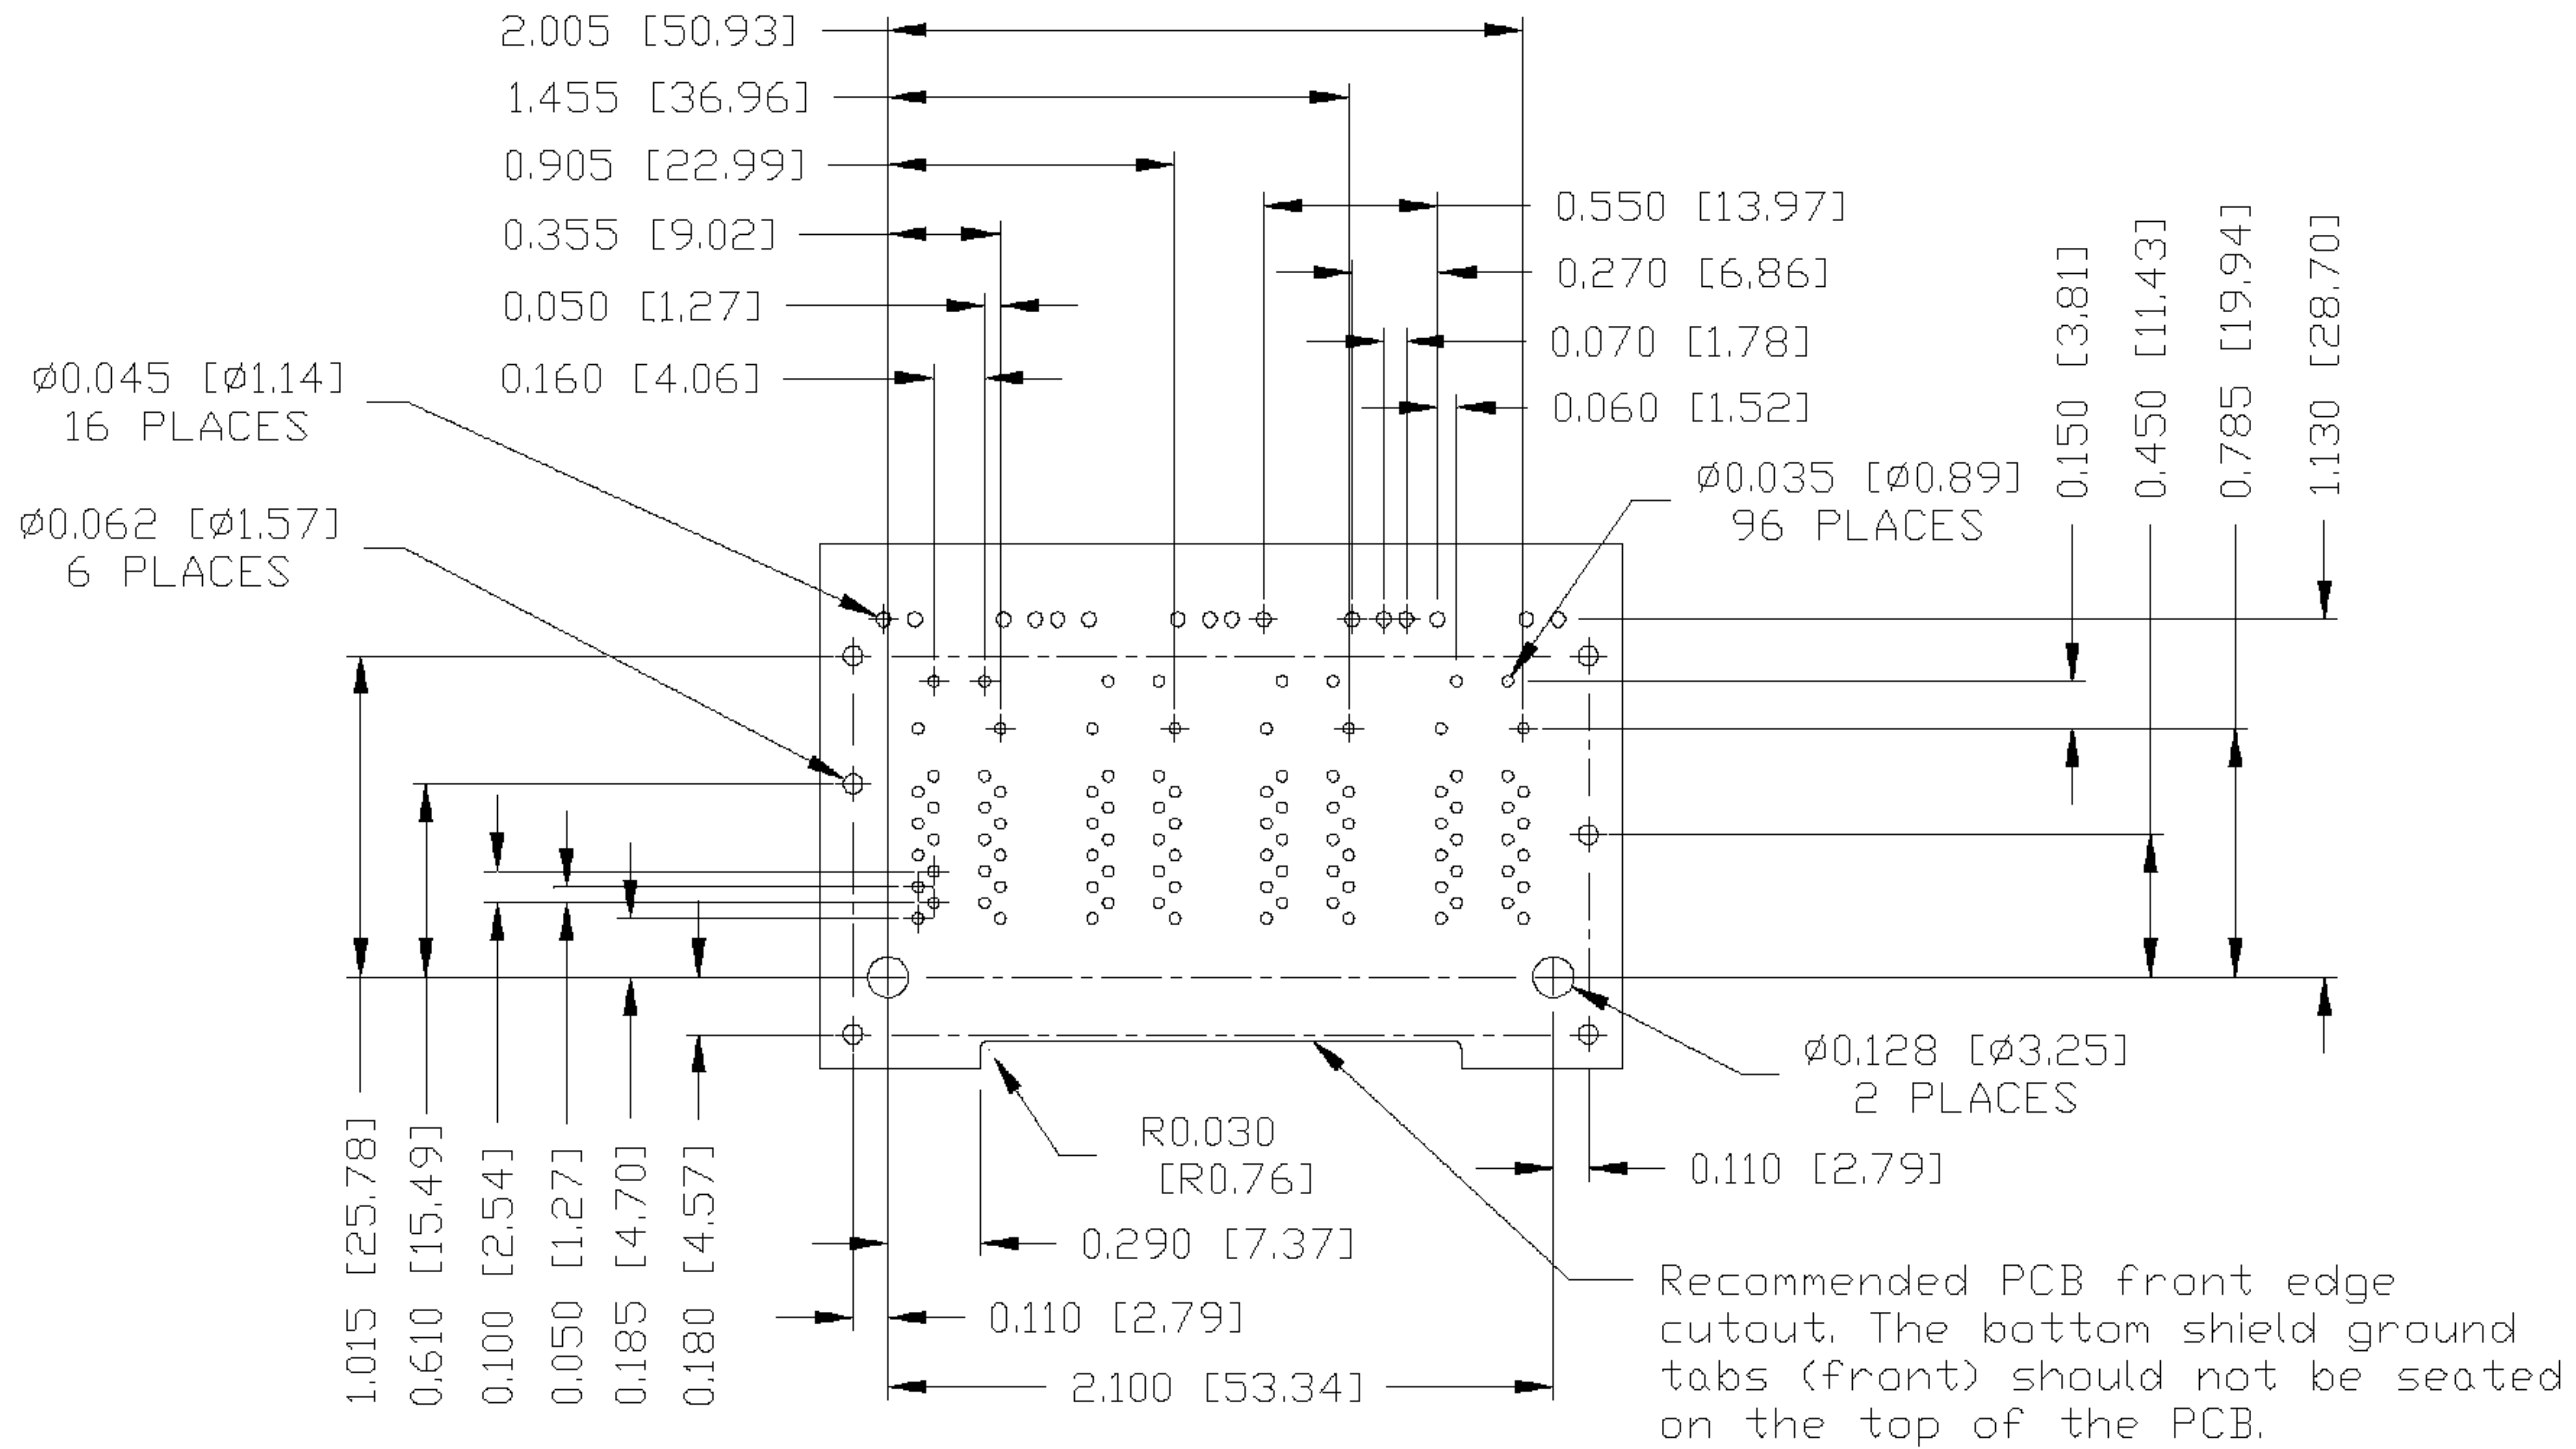 2.005 [50.93]
1.455 [36.96]
0.905 [22.99]
0.355 [9.02]
0.050 [1.27]
0.160 [4.06]
0.550 [13.97]
0.270 [6.86]
0.070 [1.78]
0.060 [1.52]
0.150 [3.81]
0.450 [11.43]
0.785 [19.94]
1.130 [28.70]
Ø0.045 [Ø1.14]
16 PLACES
Ø0.062 [Ø1.57]
6 PLACES
Ø0.035 [Ø0.89]
96 PLACES
1.015 [25.78]
0.610 [15.49]
0.100 [2.54]
0.050 [1.27]
0.185 [4.70]
0.180 [4.57]
R0.030
[R0.76]
0.290 [7.37]
0.110 [2.79]
2.100 [53.34]
Ø0.128 [Ø3.25]
2 PLACES
0.110 [2.79]
Recommended PCB front edge
cutout. The bottom shield ground
tabs (front) should not be seated
on the top of the PCB.